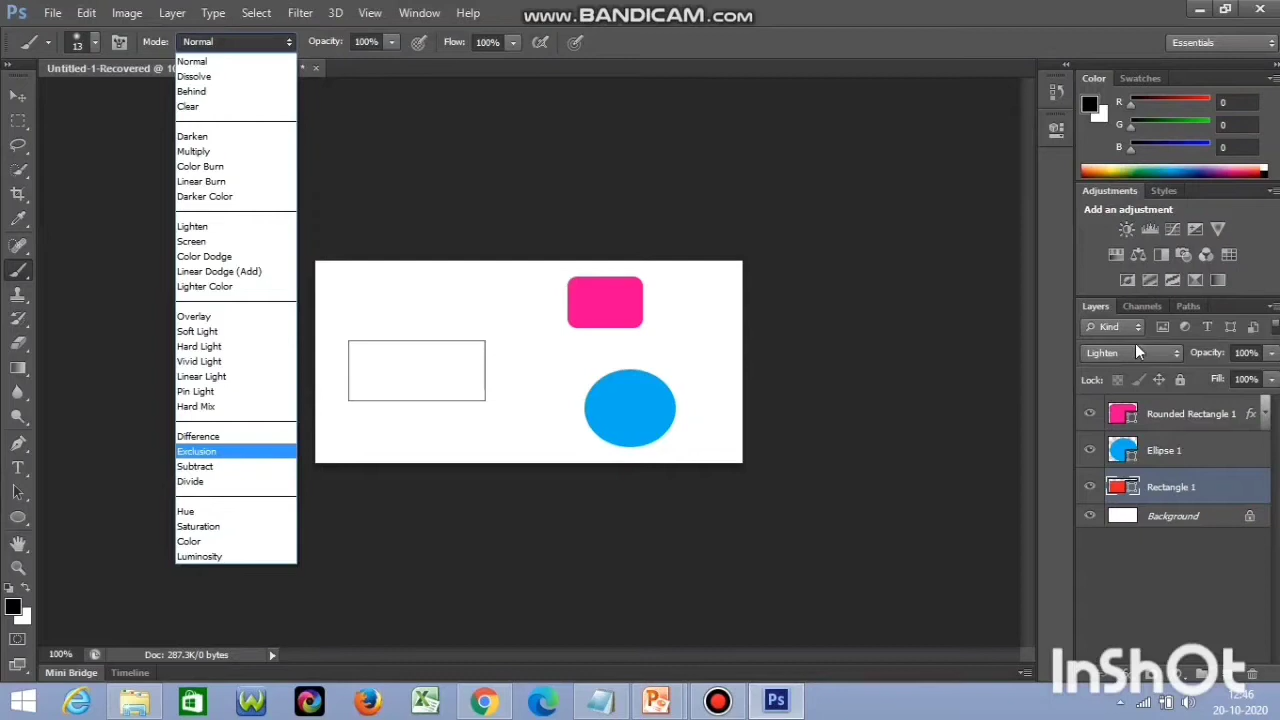 Ps File Edit Image Layer Type Select Filter 3D View Window Help
www.BANDICAM.com
13 Mode: Normal Opacity: 100% Flow: 100% Essentials
Untitled-1-Recovered @
Normal
Dissolve
Behind
Clear
Darken
Multiply
Color Burn
Linear Burn
Darker Color
Lighten
Screen
Color Dodge
Linear Dodge (Add)
Lighter Color
Overlay
Soft Light
Hard Light
Vivid Light
Linear Light
Pin Light
Hard Mix
Difference
Exclusion
Subtract
Divide
Hue
Saturation
Color
Luminosity
Color Swatches
R 0
G 0
B 0
Adjustments Styles
Add an adjustment
Layers Channels Paths
Kind
Lighten Opacity: 100%
Lock: Fill: 100%
Rounded Rectangle 1 fx
Ellipse 1
Rectangle 1
Background
100% Doc: 287.3K/0 bytes
Mini Bridge Timeline
InShOt
Ps
12:46
20-10-2020